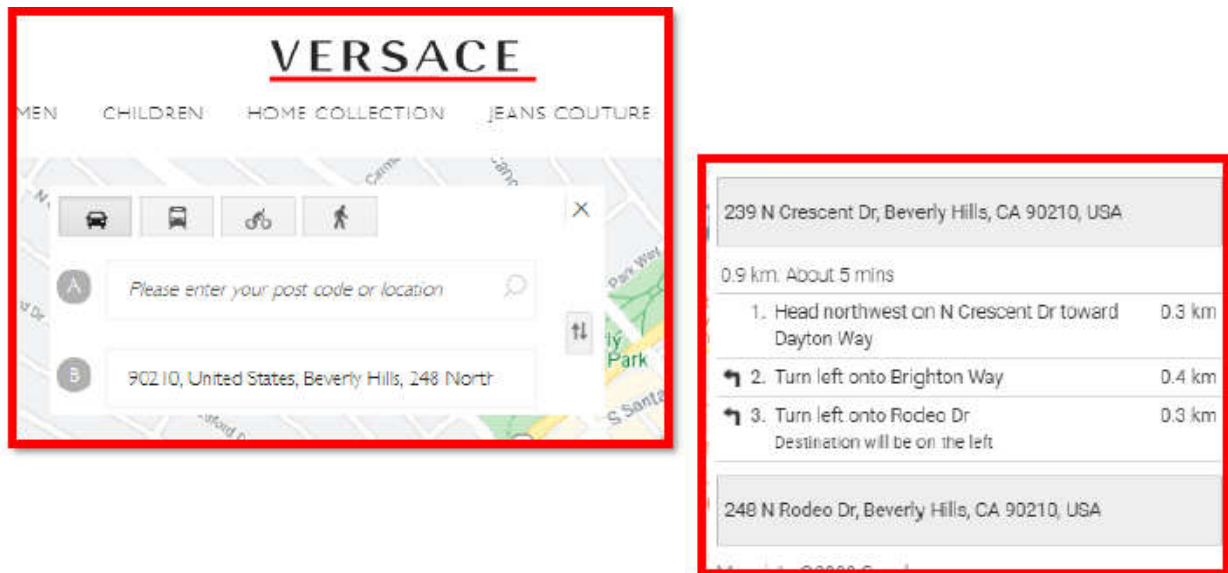 VERSACE
MEN CHILDREN HOME COLLECTION JEANS COUTURE
A Please enter your post code or location
Park
B 90210, United States, Beverly Hills, 248 North
239 N Crescent Dr, Beverly Hills, CA 90210, USA
0.9 km. About 5 mins
1. Head northwest on N Crescent Dr toward 0.3 km
Dayton Way
2. Turn left onto Brighton Way 0.4 km
3. Turn left onto Rodeo Dr 0.3 km
Destination will be on the left
248 N Rodeo Dr, Beverly Hills, CA 90210, USA